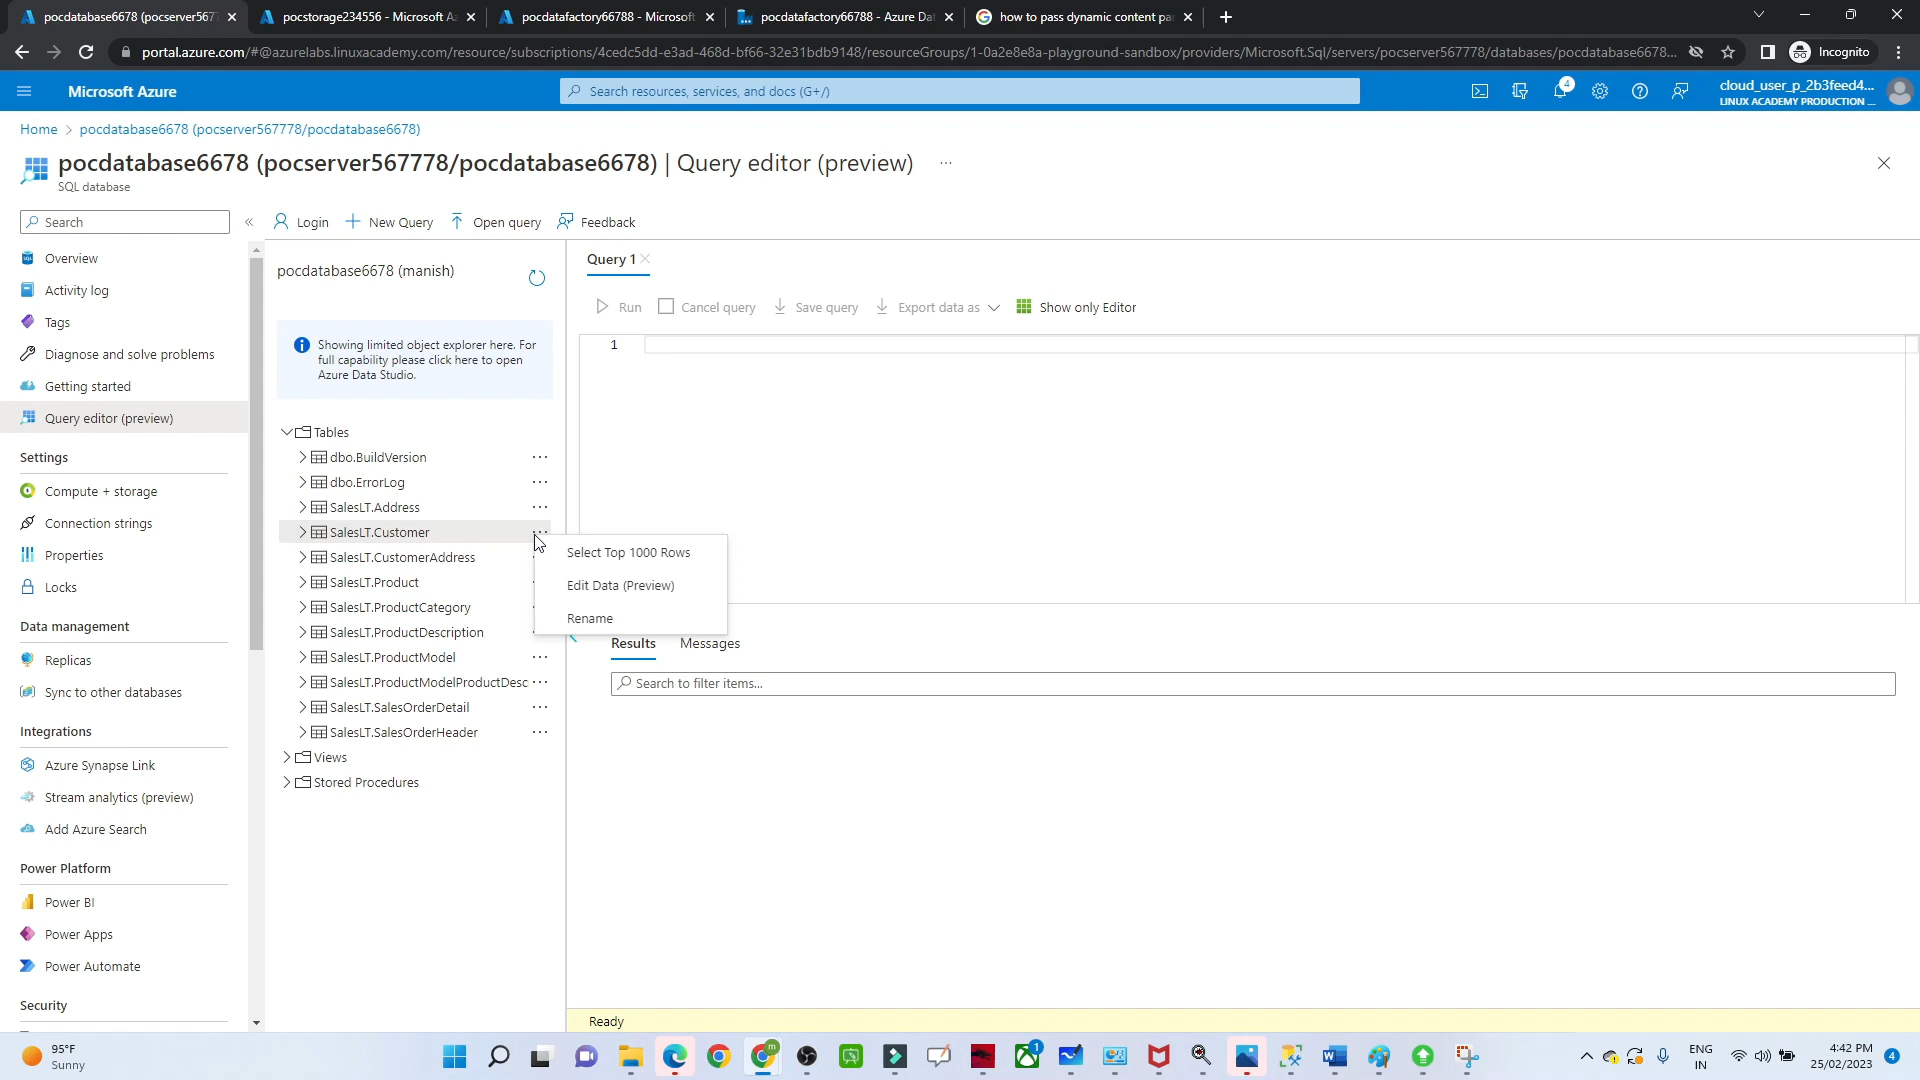 pocdatabase6678 (pocserver567
pocstorage234556 - Microsoft Az
pocdatafactory66788 - Microsoft
pocdatafactory66788 - Azure Dat
how to pass dynamic content pa
portal.azure.com/#@azurelabs.linuxacademy.com/resource/subscriptions/4cedc5dd-e3ad-468d-bf66-32e31bdb9148/resourceGroups/1-0a2e8e8a-playground-sandbox/providers/Microsoft.Sql/servers/pocserver567778/databases/pocdatabase6678...
Incognito
Microsoft Azure
Search resources, services, and docs (G+/)
4
cloud_user_p_2b3feed4...
LINUX ACADEMY PRODUCTION ...
Home > pocdatabase6678 (pocserver567778/pocdatabase6678)
pocdatabase6678 (pocserver567778/pocdatabase6678) | Query editor (preview) ...
SQL database
Search
Login
New Query
Open query
Feedback
Overview
Activity log
Tags
Diagnose and solve problems
Getting started
Query editor (preview)
Settings
Compute + storage
Connection strings
Properties
Locks
Data management
Replicas
Sync to other databases
Integrations
Azure Synapse Link
Stream analytics (preview)
Add Azure Search
Power Platform
Power BI
Power Apps
Power Automate
Security
pocdatabase6678 (manish)
Showing limited object explorer here. For
full capability please click here to open
Azure Data Studio.
Tables
dbo.BuildVersion
dbo.ErrorLog
SalesLT.Address
SalesLT.Customer
SalesLT.CustomerAddress
SalesLT.Product
SalesLT.ProductCategory
SalesLT.ProductDescription
SalesLT.ProductModel
SalesLT.ProductModelProductDesc
SalesLT.SalesOrderDetail
SalesLT.SalesOrderHeader
Views
Stored Procedures
Select Top 1000 Rows
Edit Data (Preview)
Rename
Query 1
Run
Cancel query
Save query
Export data as
Show only Editor
1
Results
Messages
Search to filter items...
Ready
95°F
Sunny
1
ENG
IN
4:42 PM
25/02/2023
4